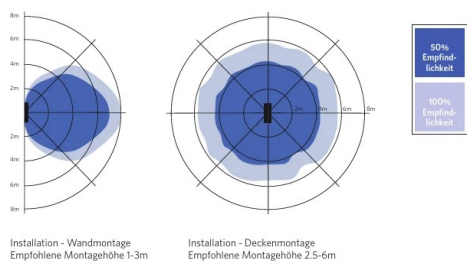 8m
6m
4m
2m
2m
4m
6m
8m
2m
4m
6m
8m
50%
Empfind-
lichkeit
100%
Empfind-
lichkeit
Installation - Wandmontage
Empfohlene Montagehöhe 1-3m
Installation - Deckenmontage
Empfohlene Montagehöhe 2.5-6m